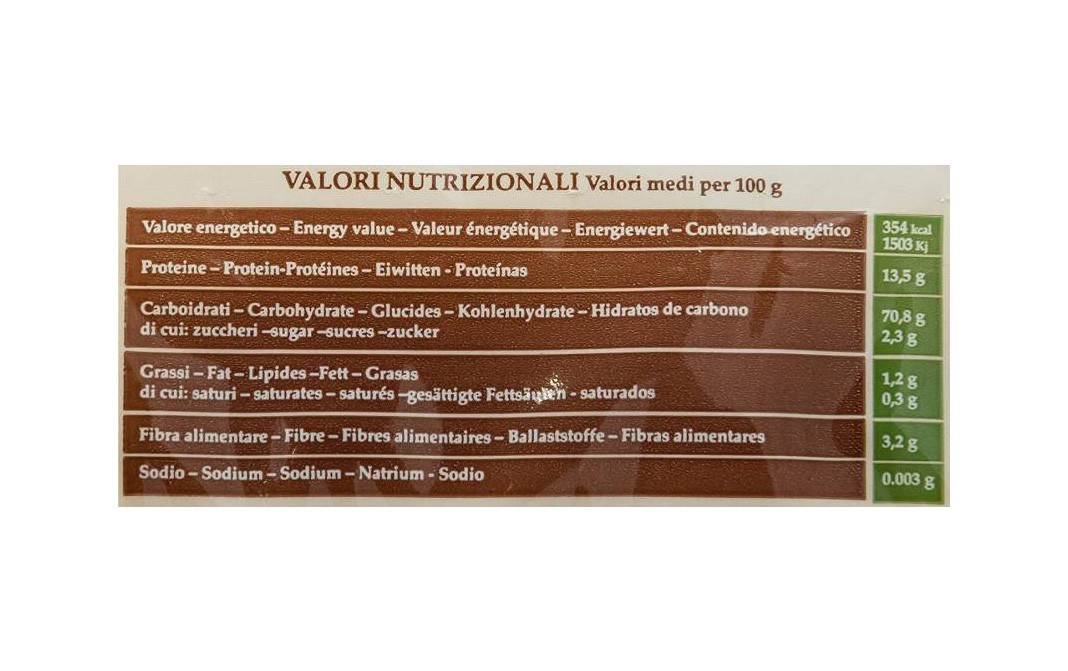 VALORI NUTRIZIONALI Valori medi per 100 g
Valore energetico – Energy value – Valeur énergétique – Energiewert – Contenido energético 354 kcal
1503 Kj
Proteine – Protein-Protéines – Eiwitten - Proteínas 13,5 g
Carboidrati – Carbohydrate – Glucides – Kohlenhydrate – Hidratos de carbono 70,8 g
di cui: zuccheri –sugar –sucres –zucker 2,3 g
Grassi – Fat – Lipides –Fett – Grasas 1,2 g
di cui: saturi – saturates – saturés –gesättigte Fettsäuren - saturados 0,3 g
Fibra alimentare – Fibre – Fibres alimentaires – Ballaststoffe – Fibras alimentares 3,2 g
Sodio – Sodium – Sodium – Natrium - Sodio 0.003 g